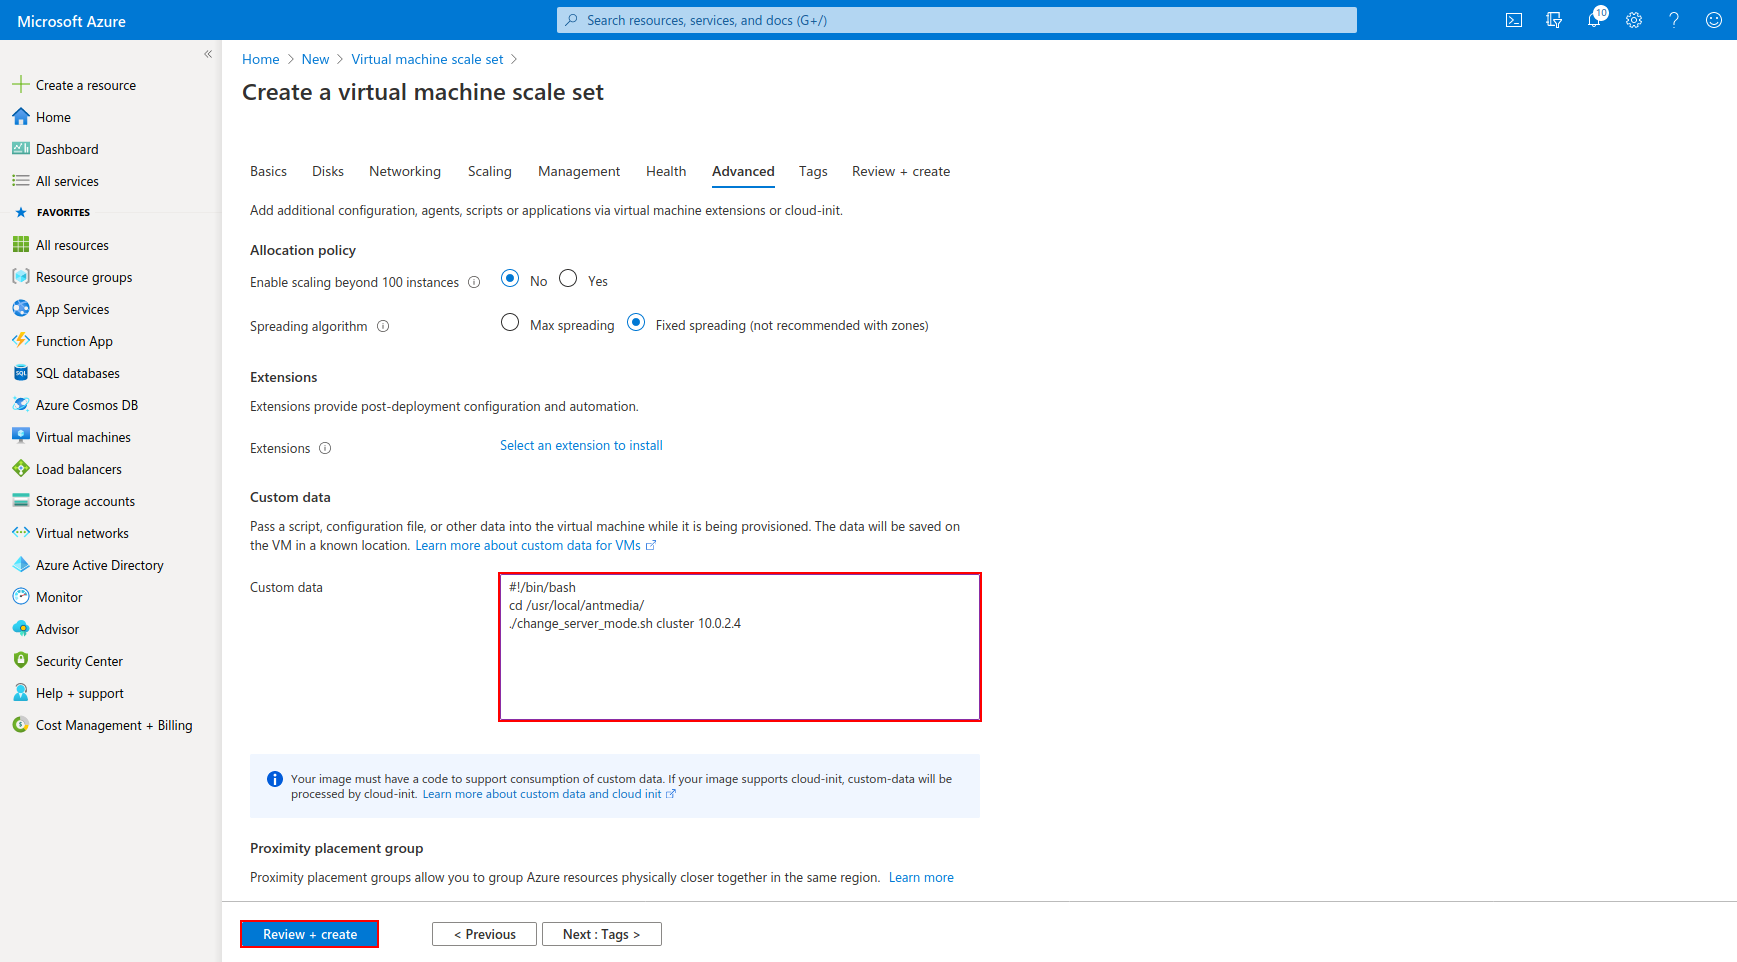 Microsoft Azure
Search resources, services, and docs (G+/)
10
Create a resource
Home
Dashboard
All services
FAVORITES
All resources
Resource groups
App Services
Function App
SQL
SQL databases
Azure Cosmos DB
Virtual machines
Load balancers
Storage accounts
Virtual networks
Azure Active Directory
Monitor
Advisor
Security Center
Help + support
Cost Management + Billing
Home > New > Virtual machine scale set >
Create a virtual machine scale set
Basics Disks Networking Scaling Management Health Advanced Tags Review + create
Add additional configuration, agents, scripts or applications via virtual machine extensions or cloud-init.
Allocation policy
Enable scaling beyond 100 instances No Yes
Spreading algorithm Max spreading Fixed spreading (not recommended with zones)
Extensions
Extensions provide post-deployment configuration and automation.
Extensions Select an extension to install
Custom data
Pass a script, configuration file, or other data into the virtual machine while it is being provisioned. The data will be saved on
the VM in a known location. Learn more about custom data for VMs
Custom data
#!/bin/bash
cd /usr/local/antmedia/
./change_server_mode.sh cluster 10.0.2.4
Your image must have a code to support consumption of custom data. If your image supports cloud-init, custom-data will be
processed by cloud-init. Learn more about custom data and cloud init
Proximity placement group
Proximity placement groups allow you to group Azure resources physically closer together in the same region. Learn more
Review + create
< Previous
Next : Tags >